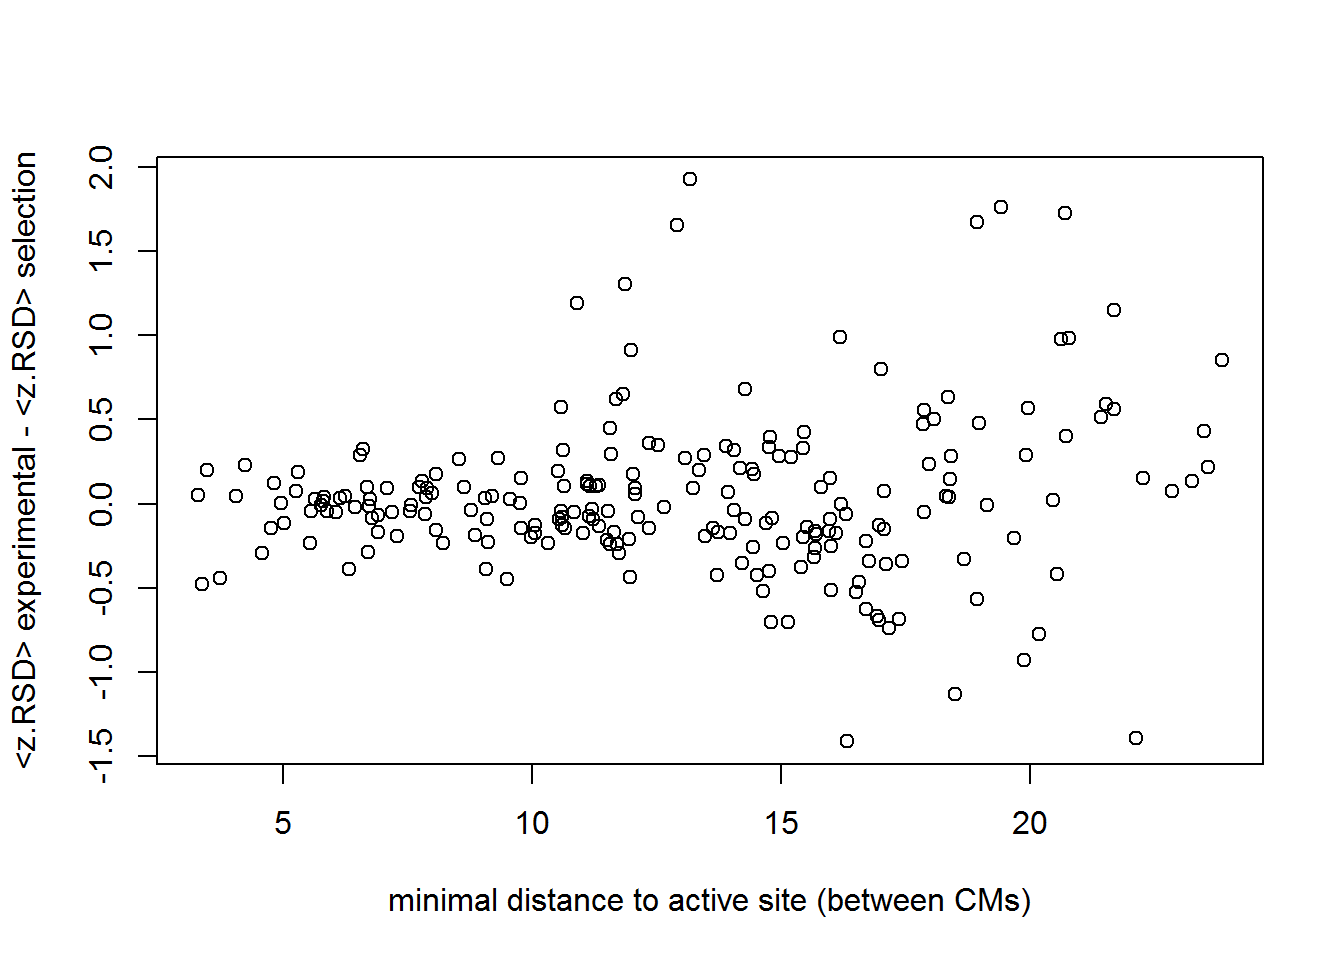 <z.RSD> experimental - <z.RSD> selection
2.0
1.5
1.0
0.5
0.0
-0.5
-1.0
-1.5
5 10 15 20
minimal distance to active site (between CMs)